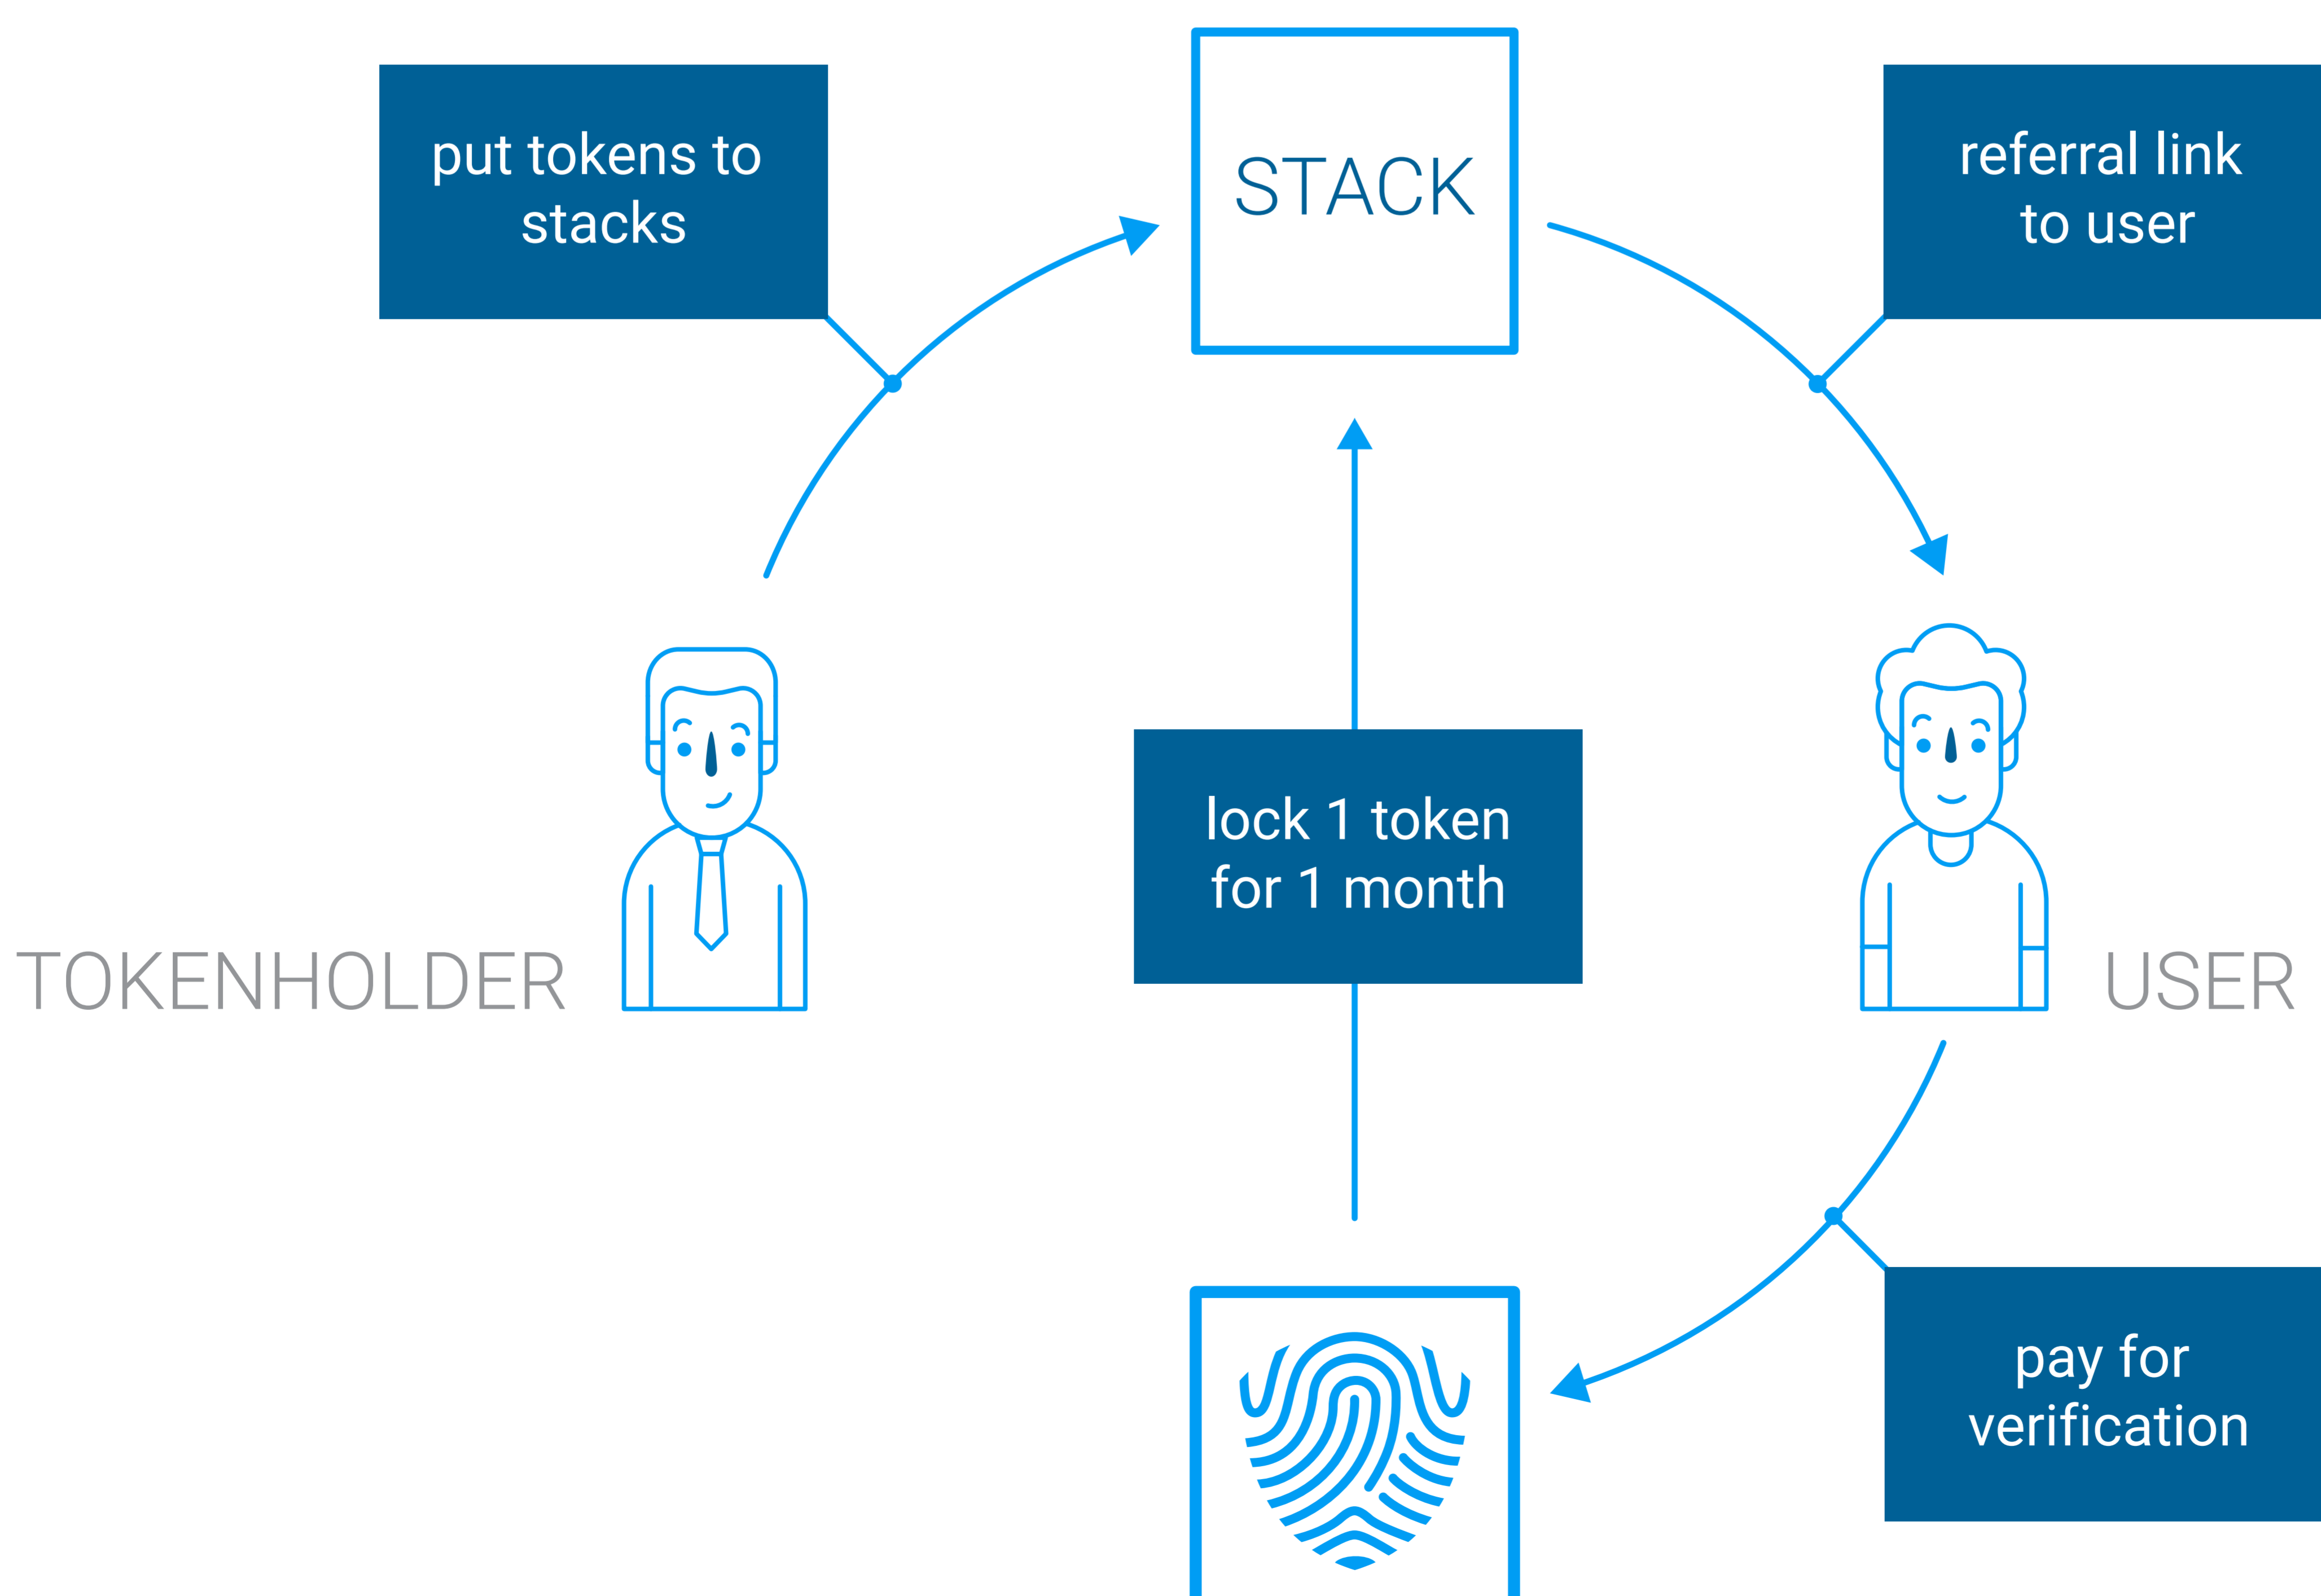 put tokens to
stacks
STACK
referral link
to user
lock 1 token
for 1 month
TOKENHOLDER
USER
pay for
verification